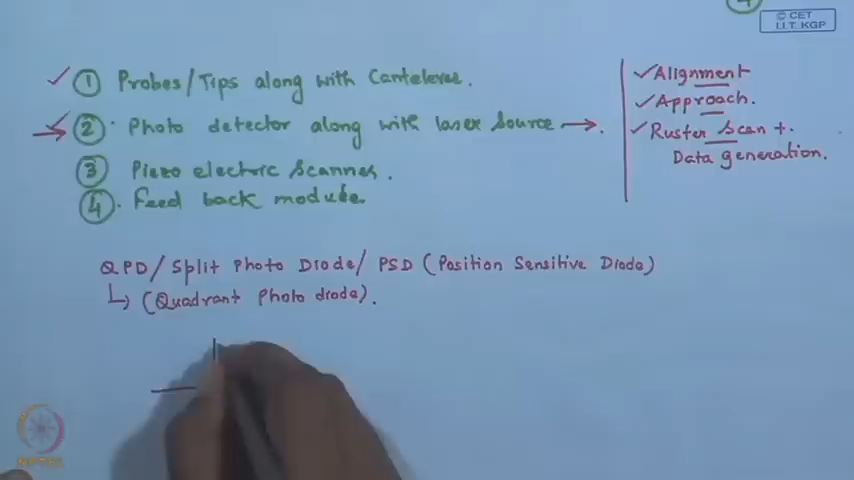 © CET
I.I.T. KGP
① Probes/Tips along with Cantelever.
② Photo detector along with laser source →
③ Piezo electric scanner.
④ Feed back module
Alignment
Approach.
Ruster scan +
Data generation.
QPD/ Split Photo Diode/ PSD (Position Sensitive Diode)
↳ (Quadrant Photo diode).
NPTEL